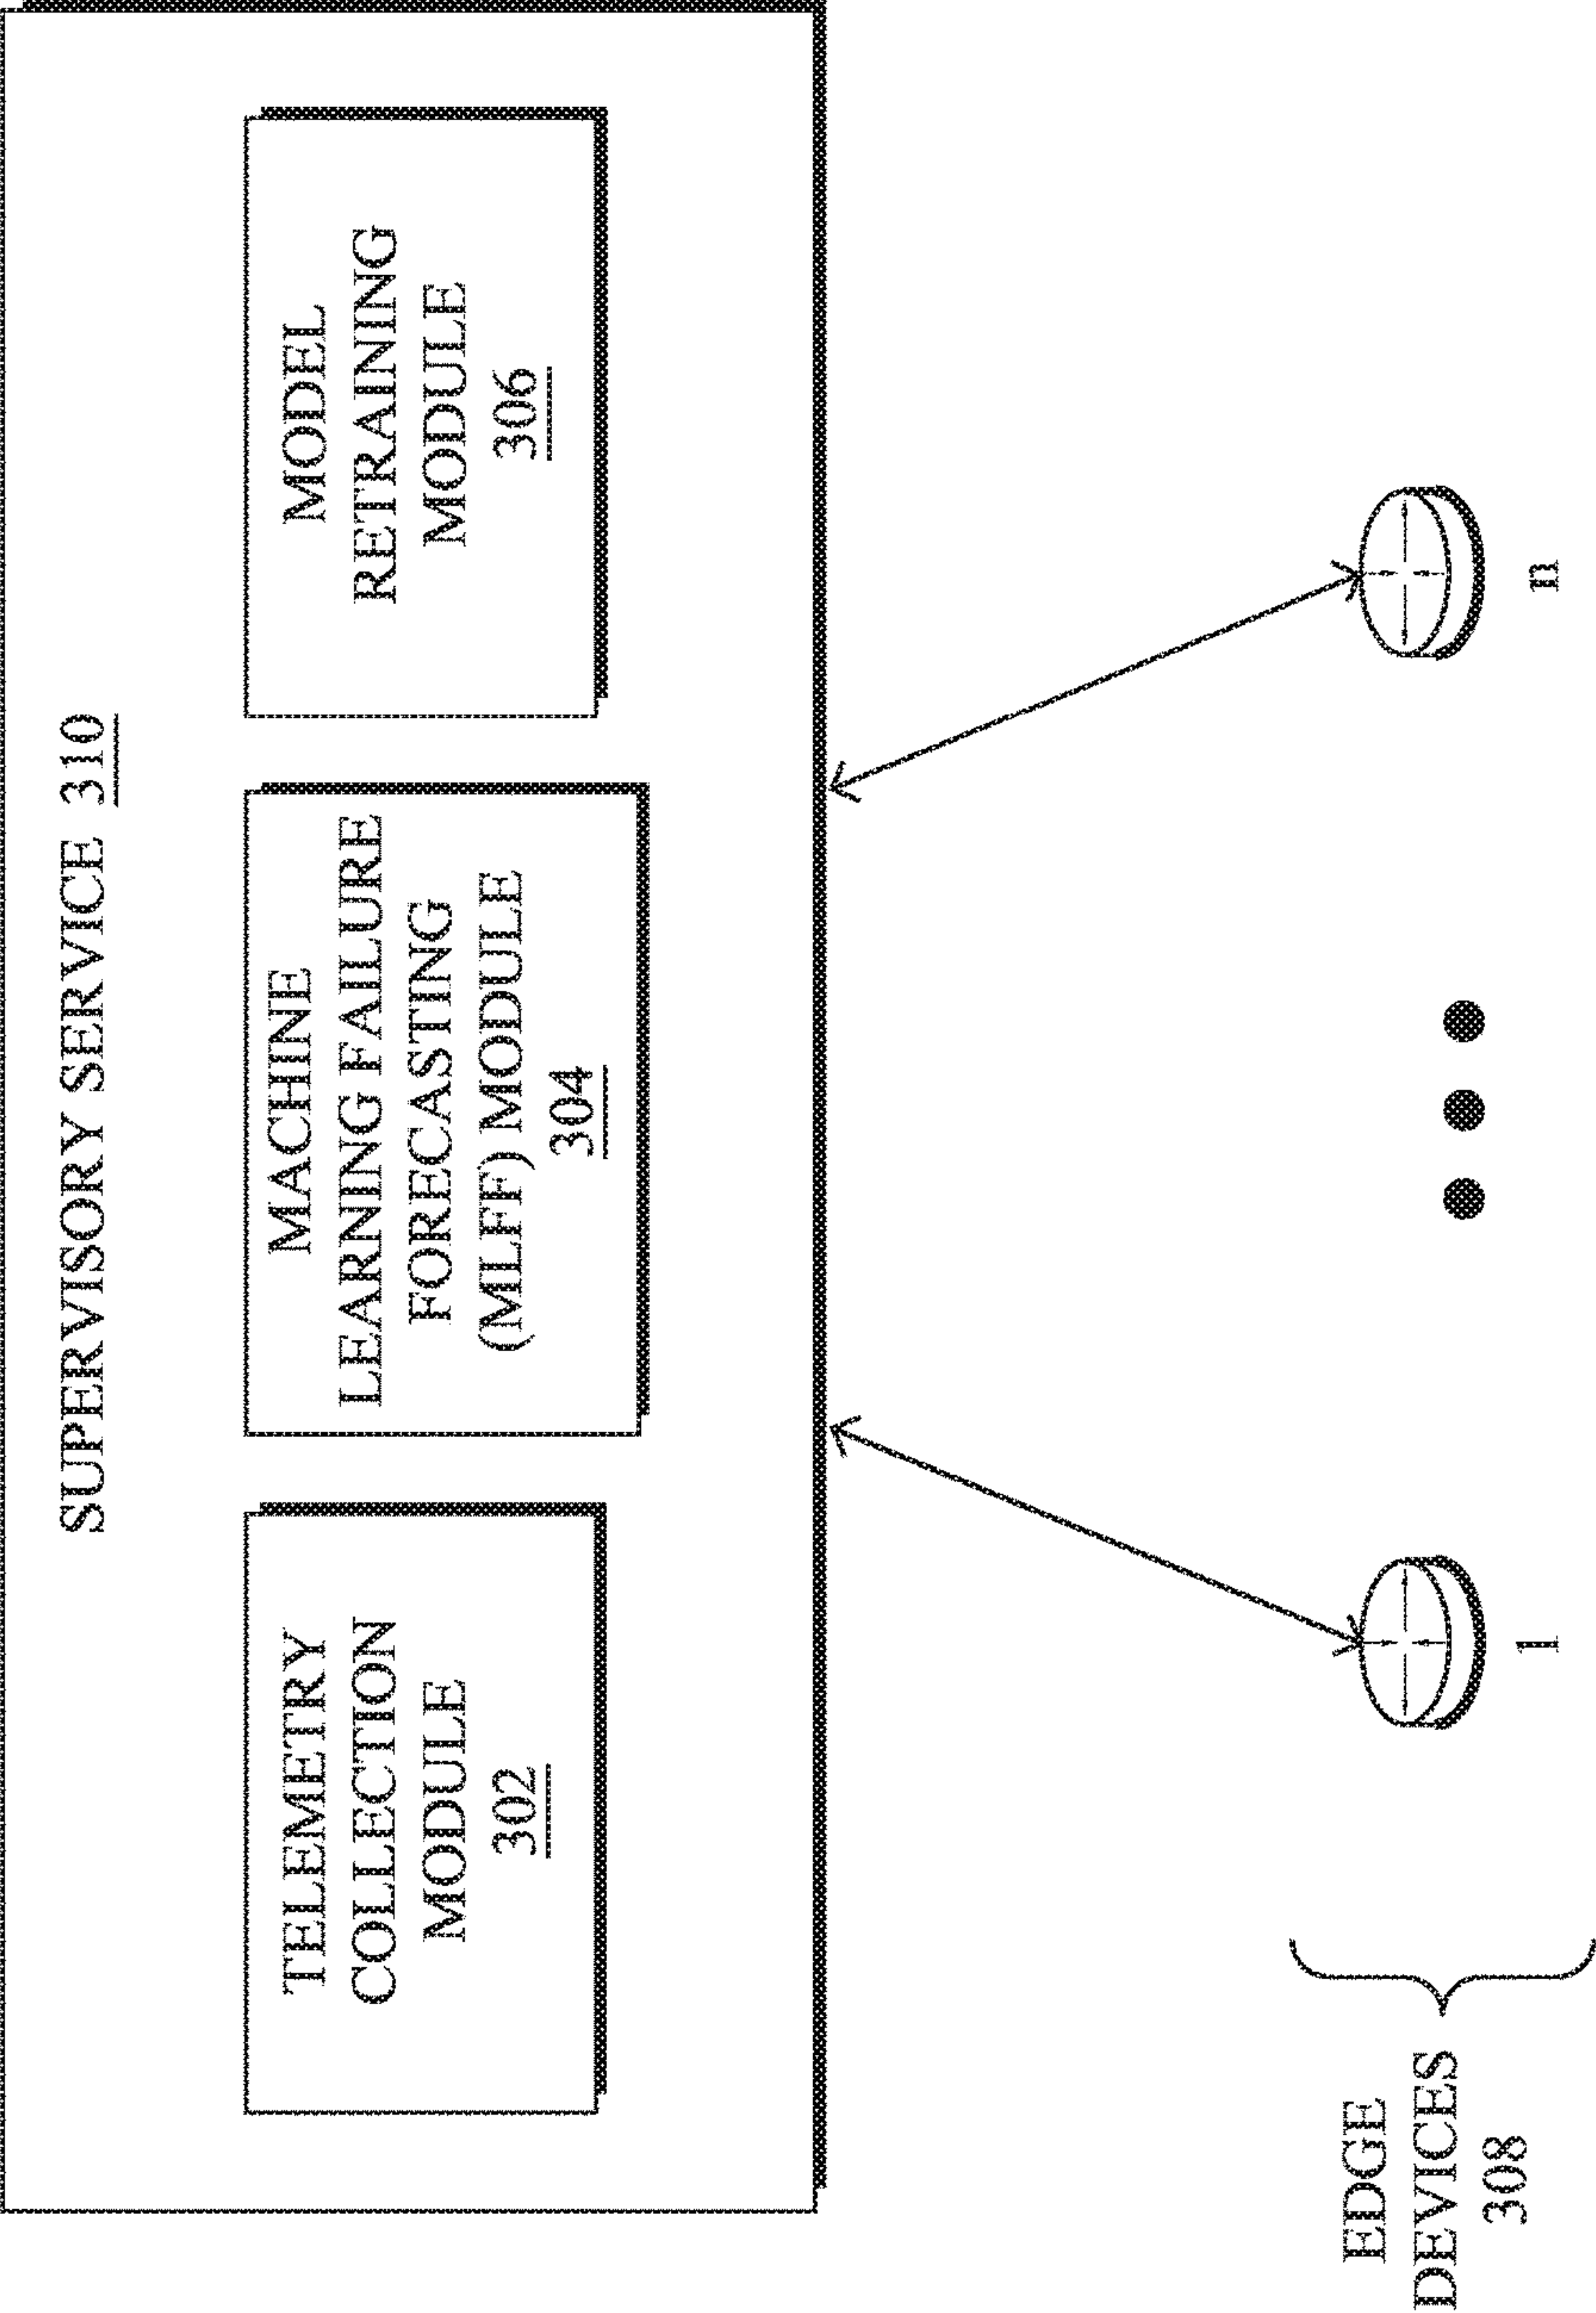 SUPERVISORY SERVICE 310
TELEMETRY
COLLECTION
MODULE
302
MACHINE
LEARNING FAILURE
FORECASTING
(MLFF) MODULE
304
MODEL
RETRAINING
MODULE
306
EDGE
DEVICES
308
1
n